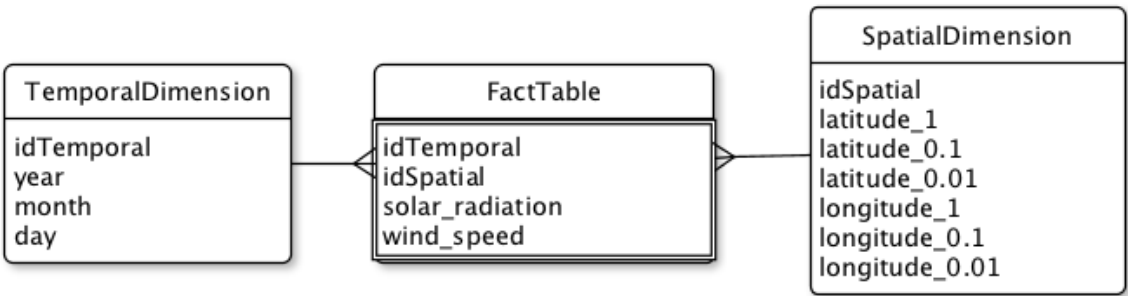 TemporalDimension
idTemporal
year
month
day
FactTable
idTemporal
idSpatial
solar_radiation
wind_speed
SpatialDimension
idSpatial
latitude_1
latitude_0.1
latitude_0.01
longitude_1
longitude_0.1
longitude_0.01